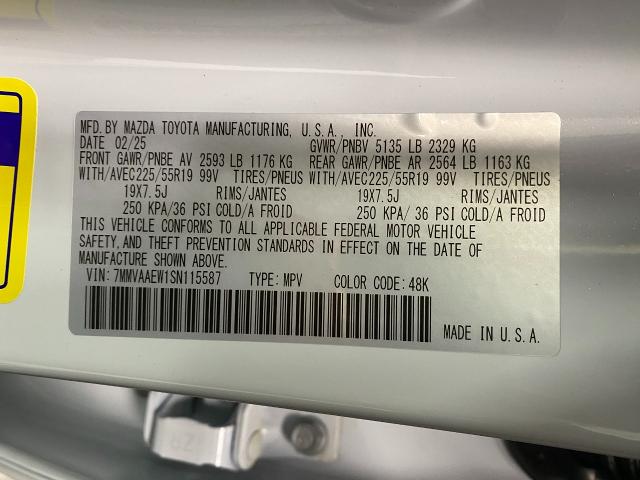 MFD. BY MAZDA TOYOTA MANUFACTURING, U.S.A., INC.
DATE 02/25 GVWR/PNBV 5135 LB 2329 KG
FRONT GAWR/PNBE AV 2593 LB 1176 KG REAR GAWR/PNBE AR 2564 LB 1163 KG
WITH/AVEC225/55R19 99V TIRES/PNEUS WITH/AVEC225/55R19 99V TIRES/PNEUS
19X7.5J RIMS/JANTES 19X7.5J RIMS/JANTES
250 KPA/36 PSI COLD/A FROID 250 KPA/ 36 PSI COLD/A FROID
THIS VEHICLE CONFORMS TO ALL APPLICABLE FEDERAL MOTOR VEHICLE
SAFETY, AND THEFT PREVENTION STANDARDS IN EFFECT ON THE DATE OF
MANUFACTURE SHOWN ABOVE.
VIN: 7MMVAAEW1SN115587 TYPE: MPV COLOR CODE: 48K
MADE IN U.S.A.